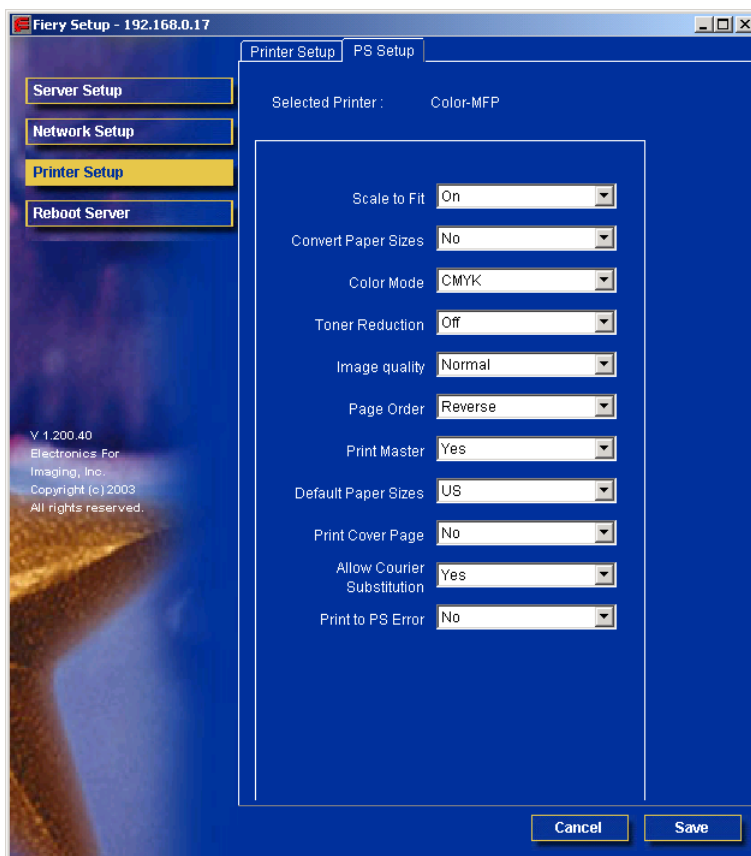 Fiery Setup - 192.168.0.17
Printer Setup
PS Setup
Server Setup
Network Setup
Printer Setup
Reboot Server
V 1.200.40
Electronics For
Imaging, Inc.
Copyright (c) 2003
All rights reserved.
Selected Printer : Color-MFP
Scale to Fit On
Convert Paper Sizes No
Color Mode CMYK
Toner Reduction Off
Image quality Normal
Page Order Reverse
Print Master Yes
Default Paper Sizes US
Print Cover Page No
Allow Courier
Substitution Yes
Print to PS Error No
Cancel
Save